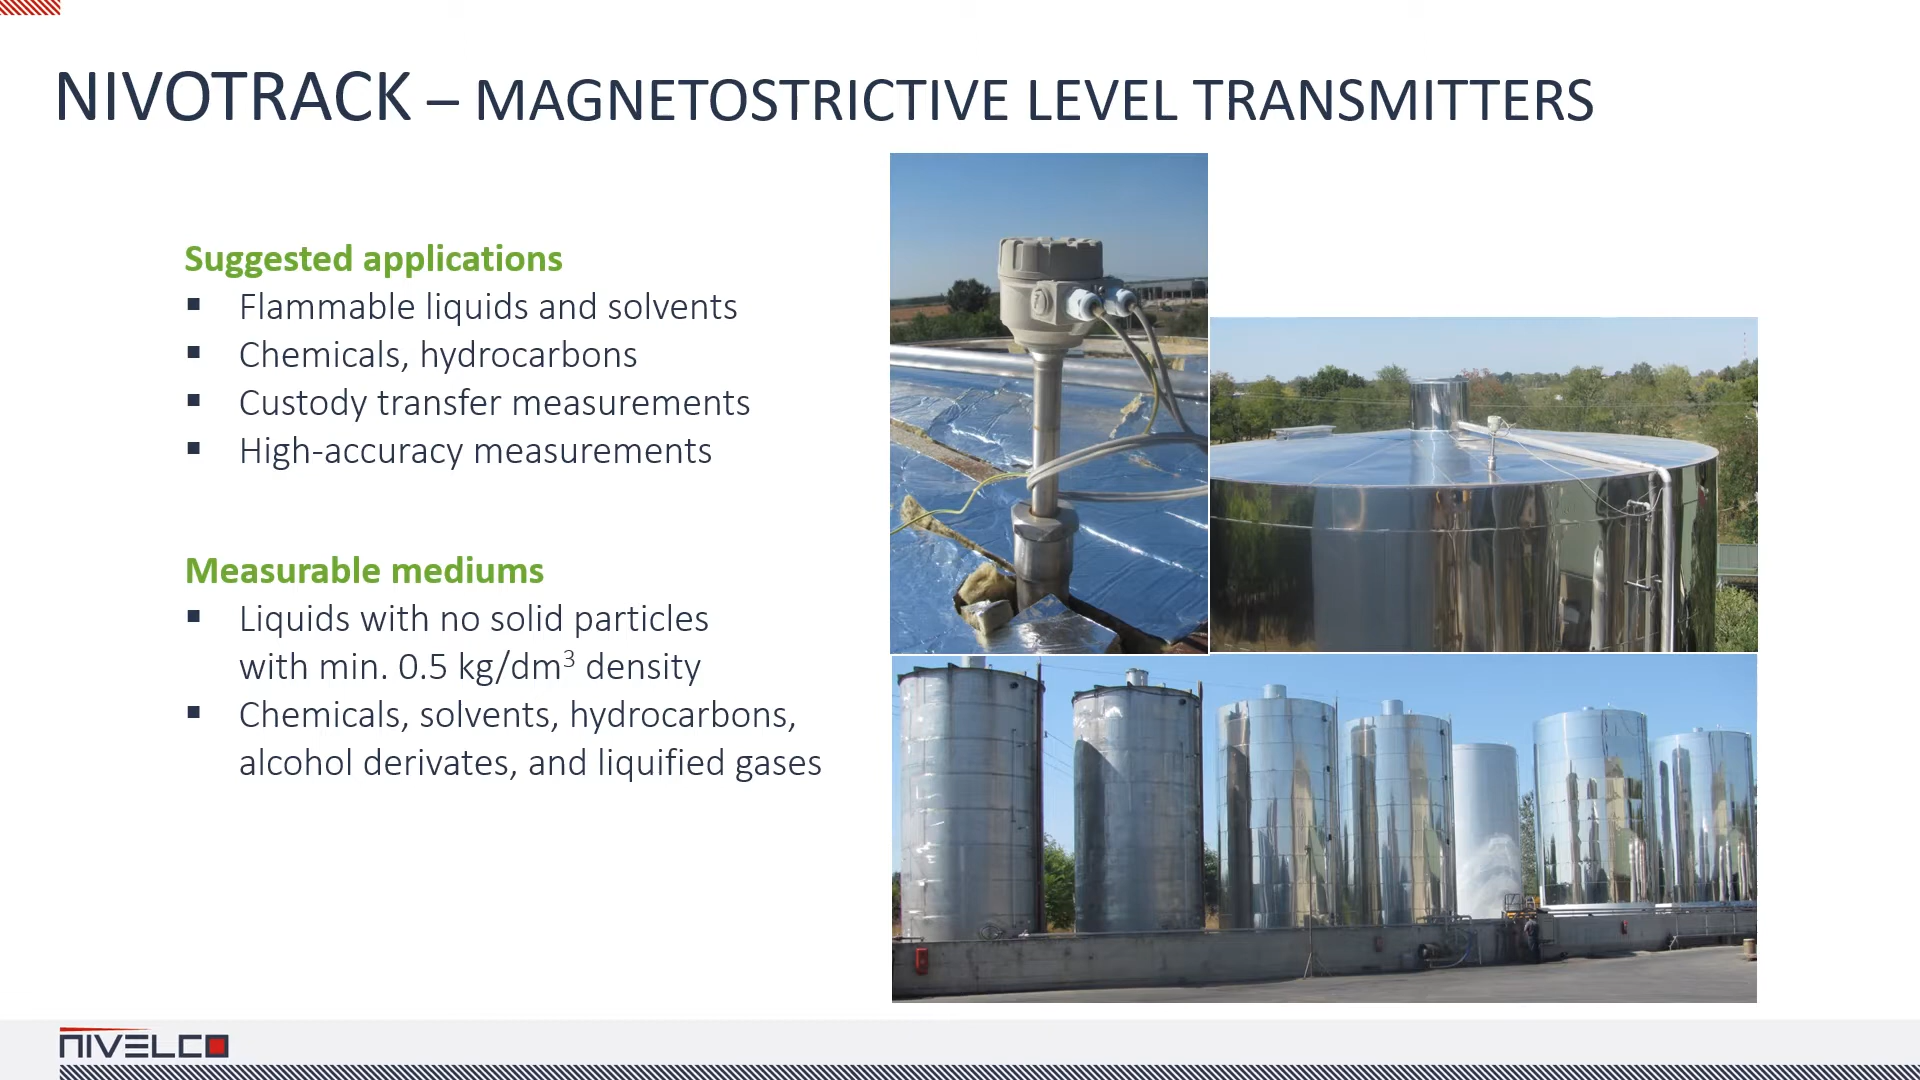 NIVOTRACK – MAGNETOSTRICTIVE LEVEL TRANSMITTERS
Suggested applications
▪ Flammable liquids and solvents
▪ Chemicals, hydrocarbons
▪ Custody transfer measurements
▪ High-accuracy measurements
Measurable mediums
▪ Liquids with no solid particles
with min. 0.5 kg/dm³ density
▪ Chemicals, solvents, hydrocarbons,
alcohol derivates, and liquified gases
NIVELCO